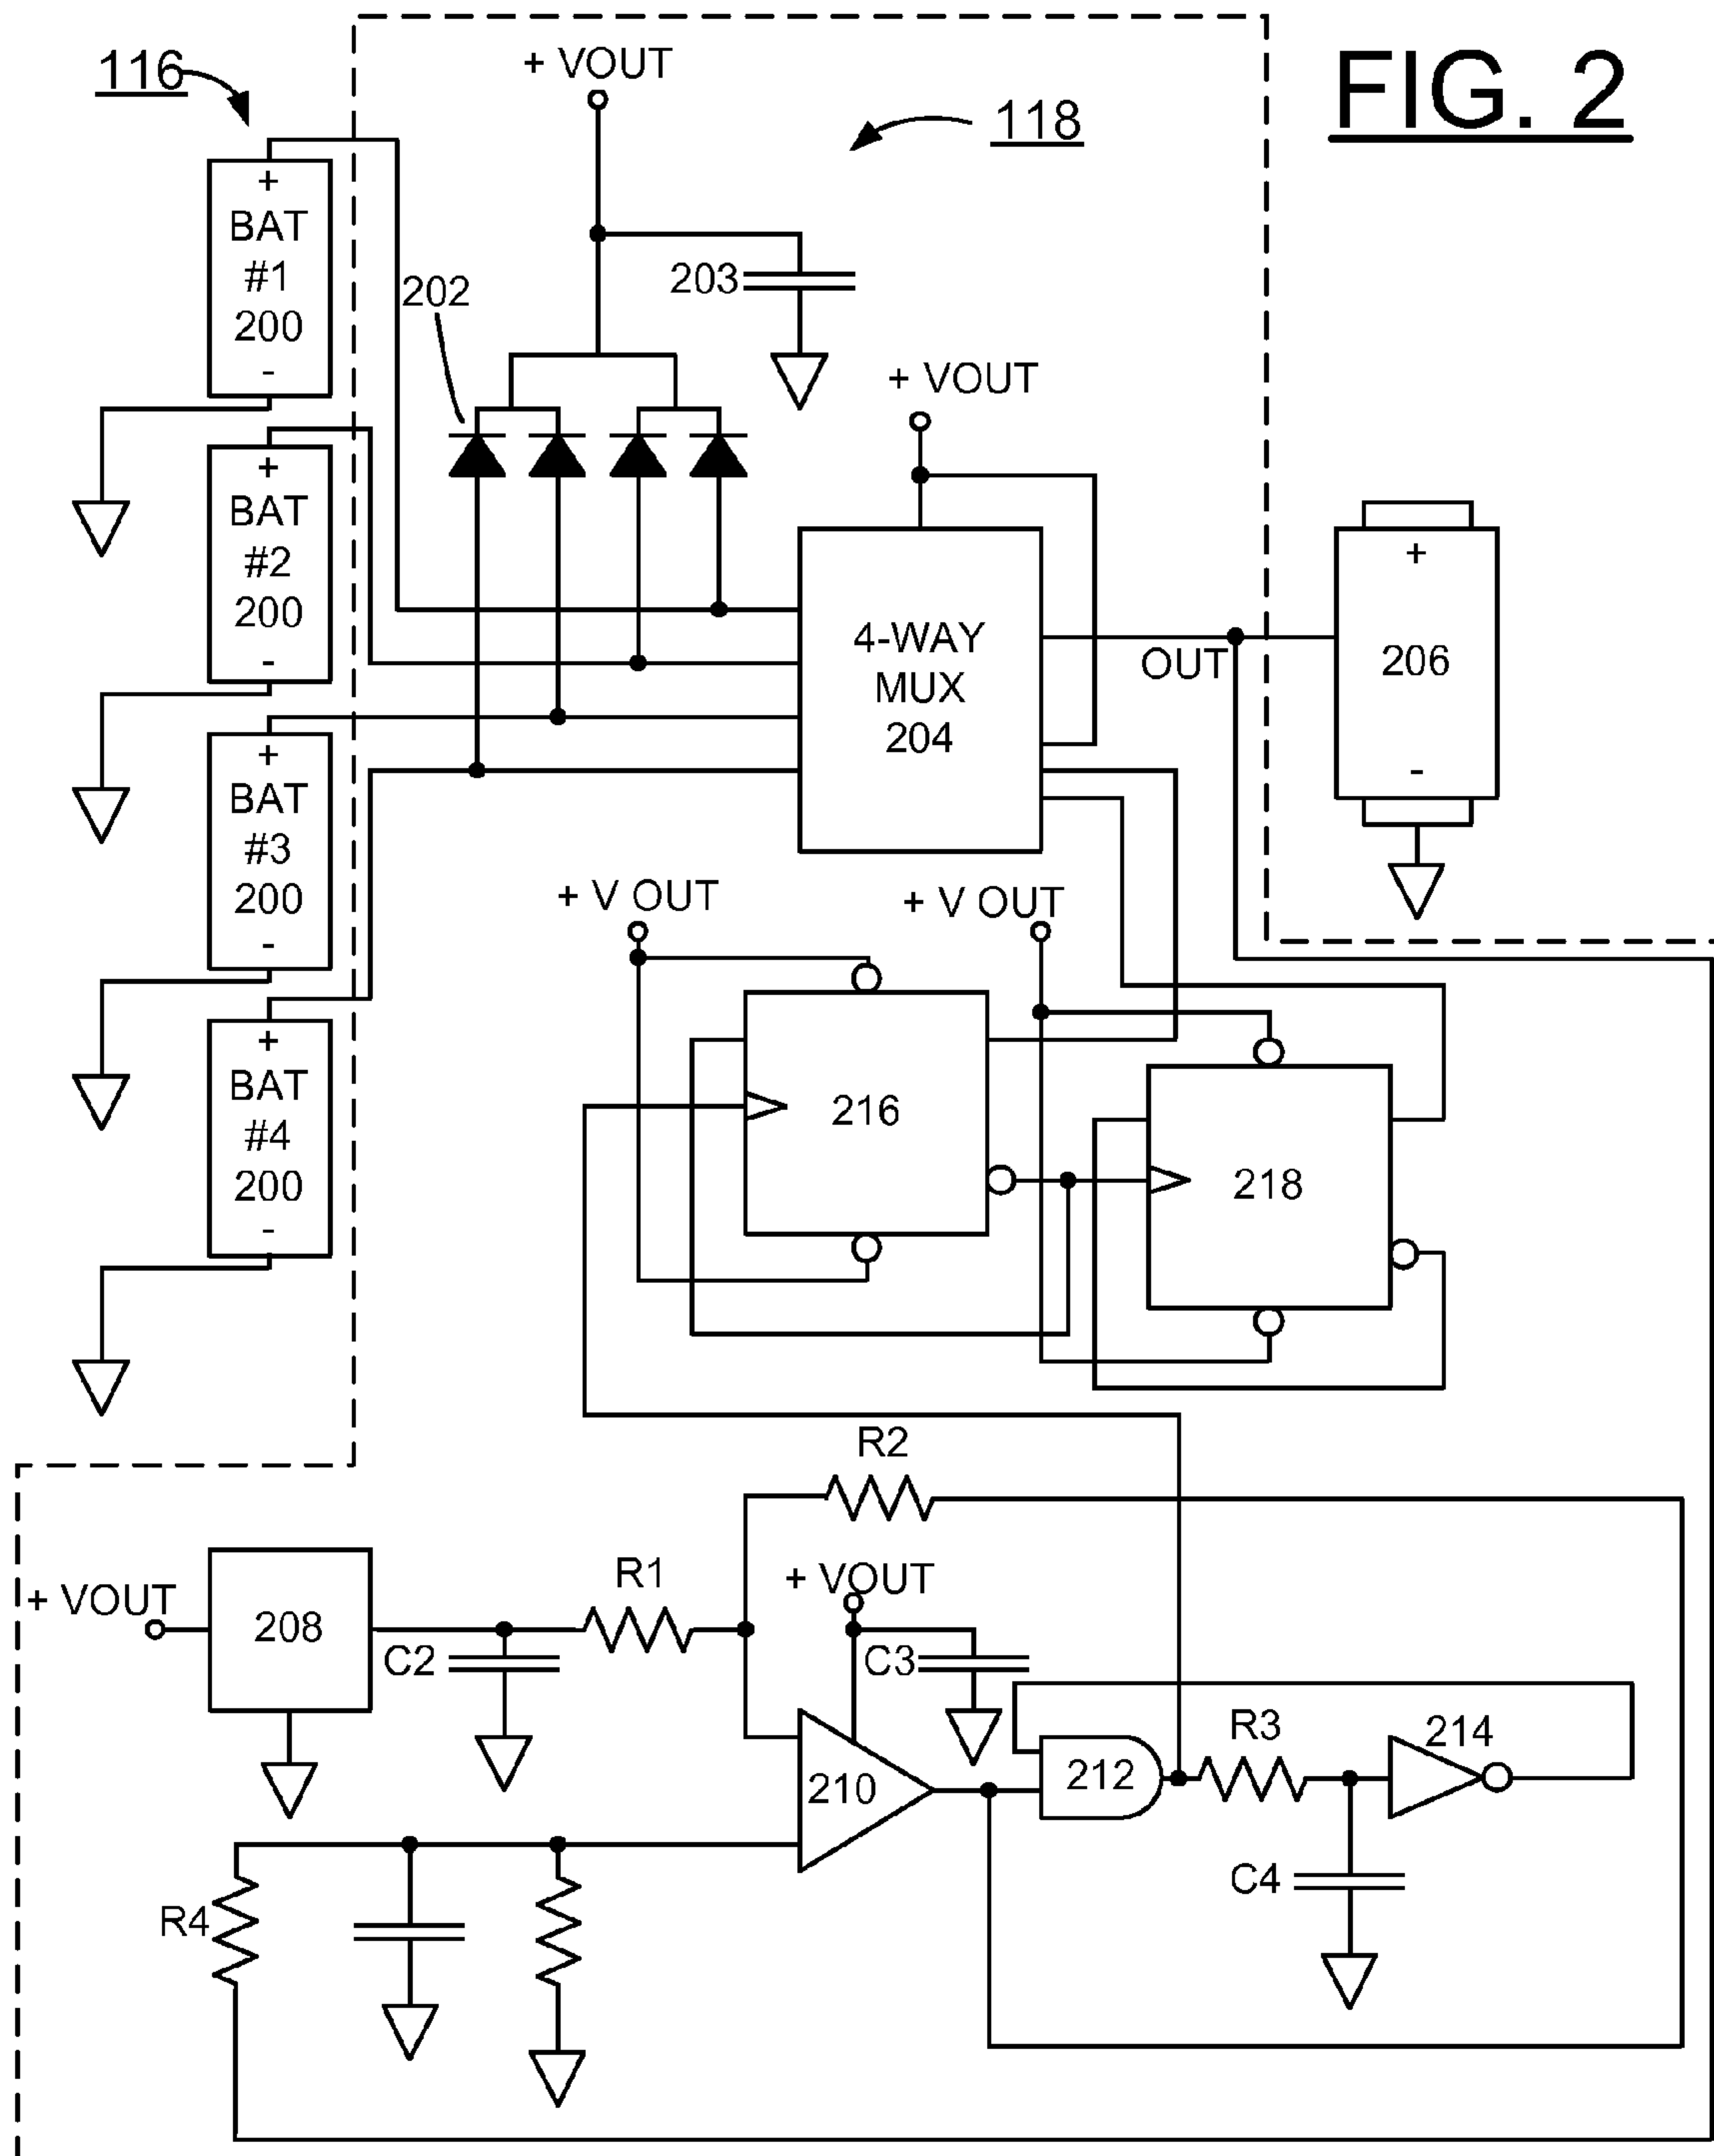 FIG. 2
116
+ VOUT
118
+
BAT
#1
200
-
202
203
+ VOUT
+
BAT
#2
200
-
4-WAY
MUX
204
OUT
+
206
-
+
BAT
#3
200
-
+ V OUT
+ V OUT
+
BAT
#4
200
-
216
218
R2
+ VOUT
208
C2
R1
+ VOUT
C3
210
212
R3
214
R4
C4